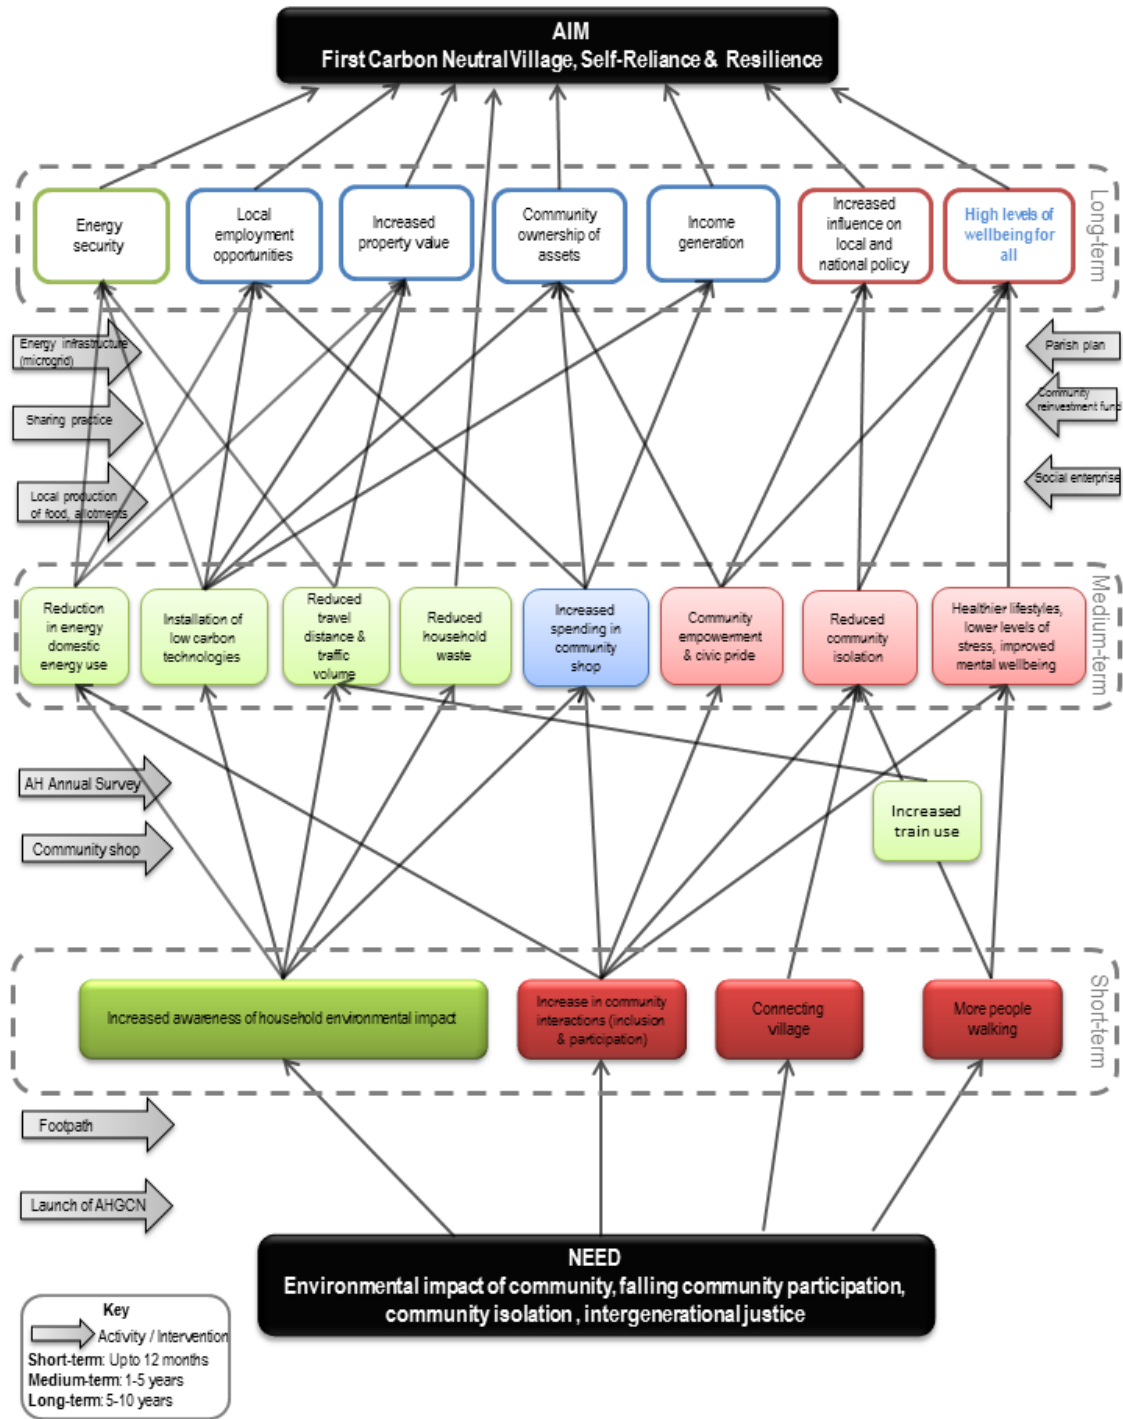 AIM
First Carbon Neutral Village, Self-Reliance & Resilience
Long-term
Energy
security
Local
employment
opportunities
Increased
property value
Community
ownership of
assets
Income
generation
Increased
influence on
local and
national policy
High levels of
wellbeing for
all
Energy infrastructure
(microgrid)
Sharing practice
Local production
of food, allotments
Parish plan
Community
reinvestment fund
Social enterprise
Medium-term
Reduction
in energy
domestic
energy use
Installation of
low carbon
technologies
Reduced
travel
distance &
traffic
volume
Reduced
household
waste
Increased
spending in
community
shop
Community
empowerment
& civic pride
Reduced
community
isolation
Healthier lifestyles,
lower levels of
stress, improved
mental wellbeing
AH Annual Survey
Community shop
Increased
train use
Short-term
Increased awareness of household environmental impact
Increase in community
interactions (inclusion
& participation)
Connecting
village
More people
walking
Footpath
Launch of AHGCN
NEED
Environmental impact of community, falling community participation,
community isolation , intergenerational justice
Key
Activity / Intervention
Short-term: Upto 12 months
Medium-term: 1-5 years
Long-term: 5-10 years